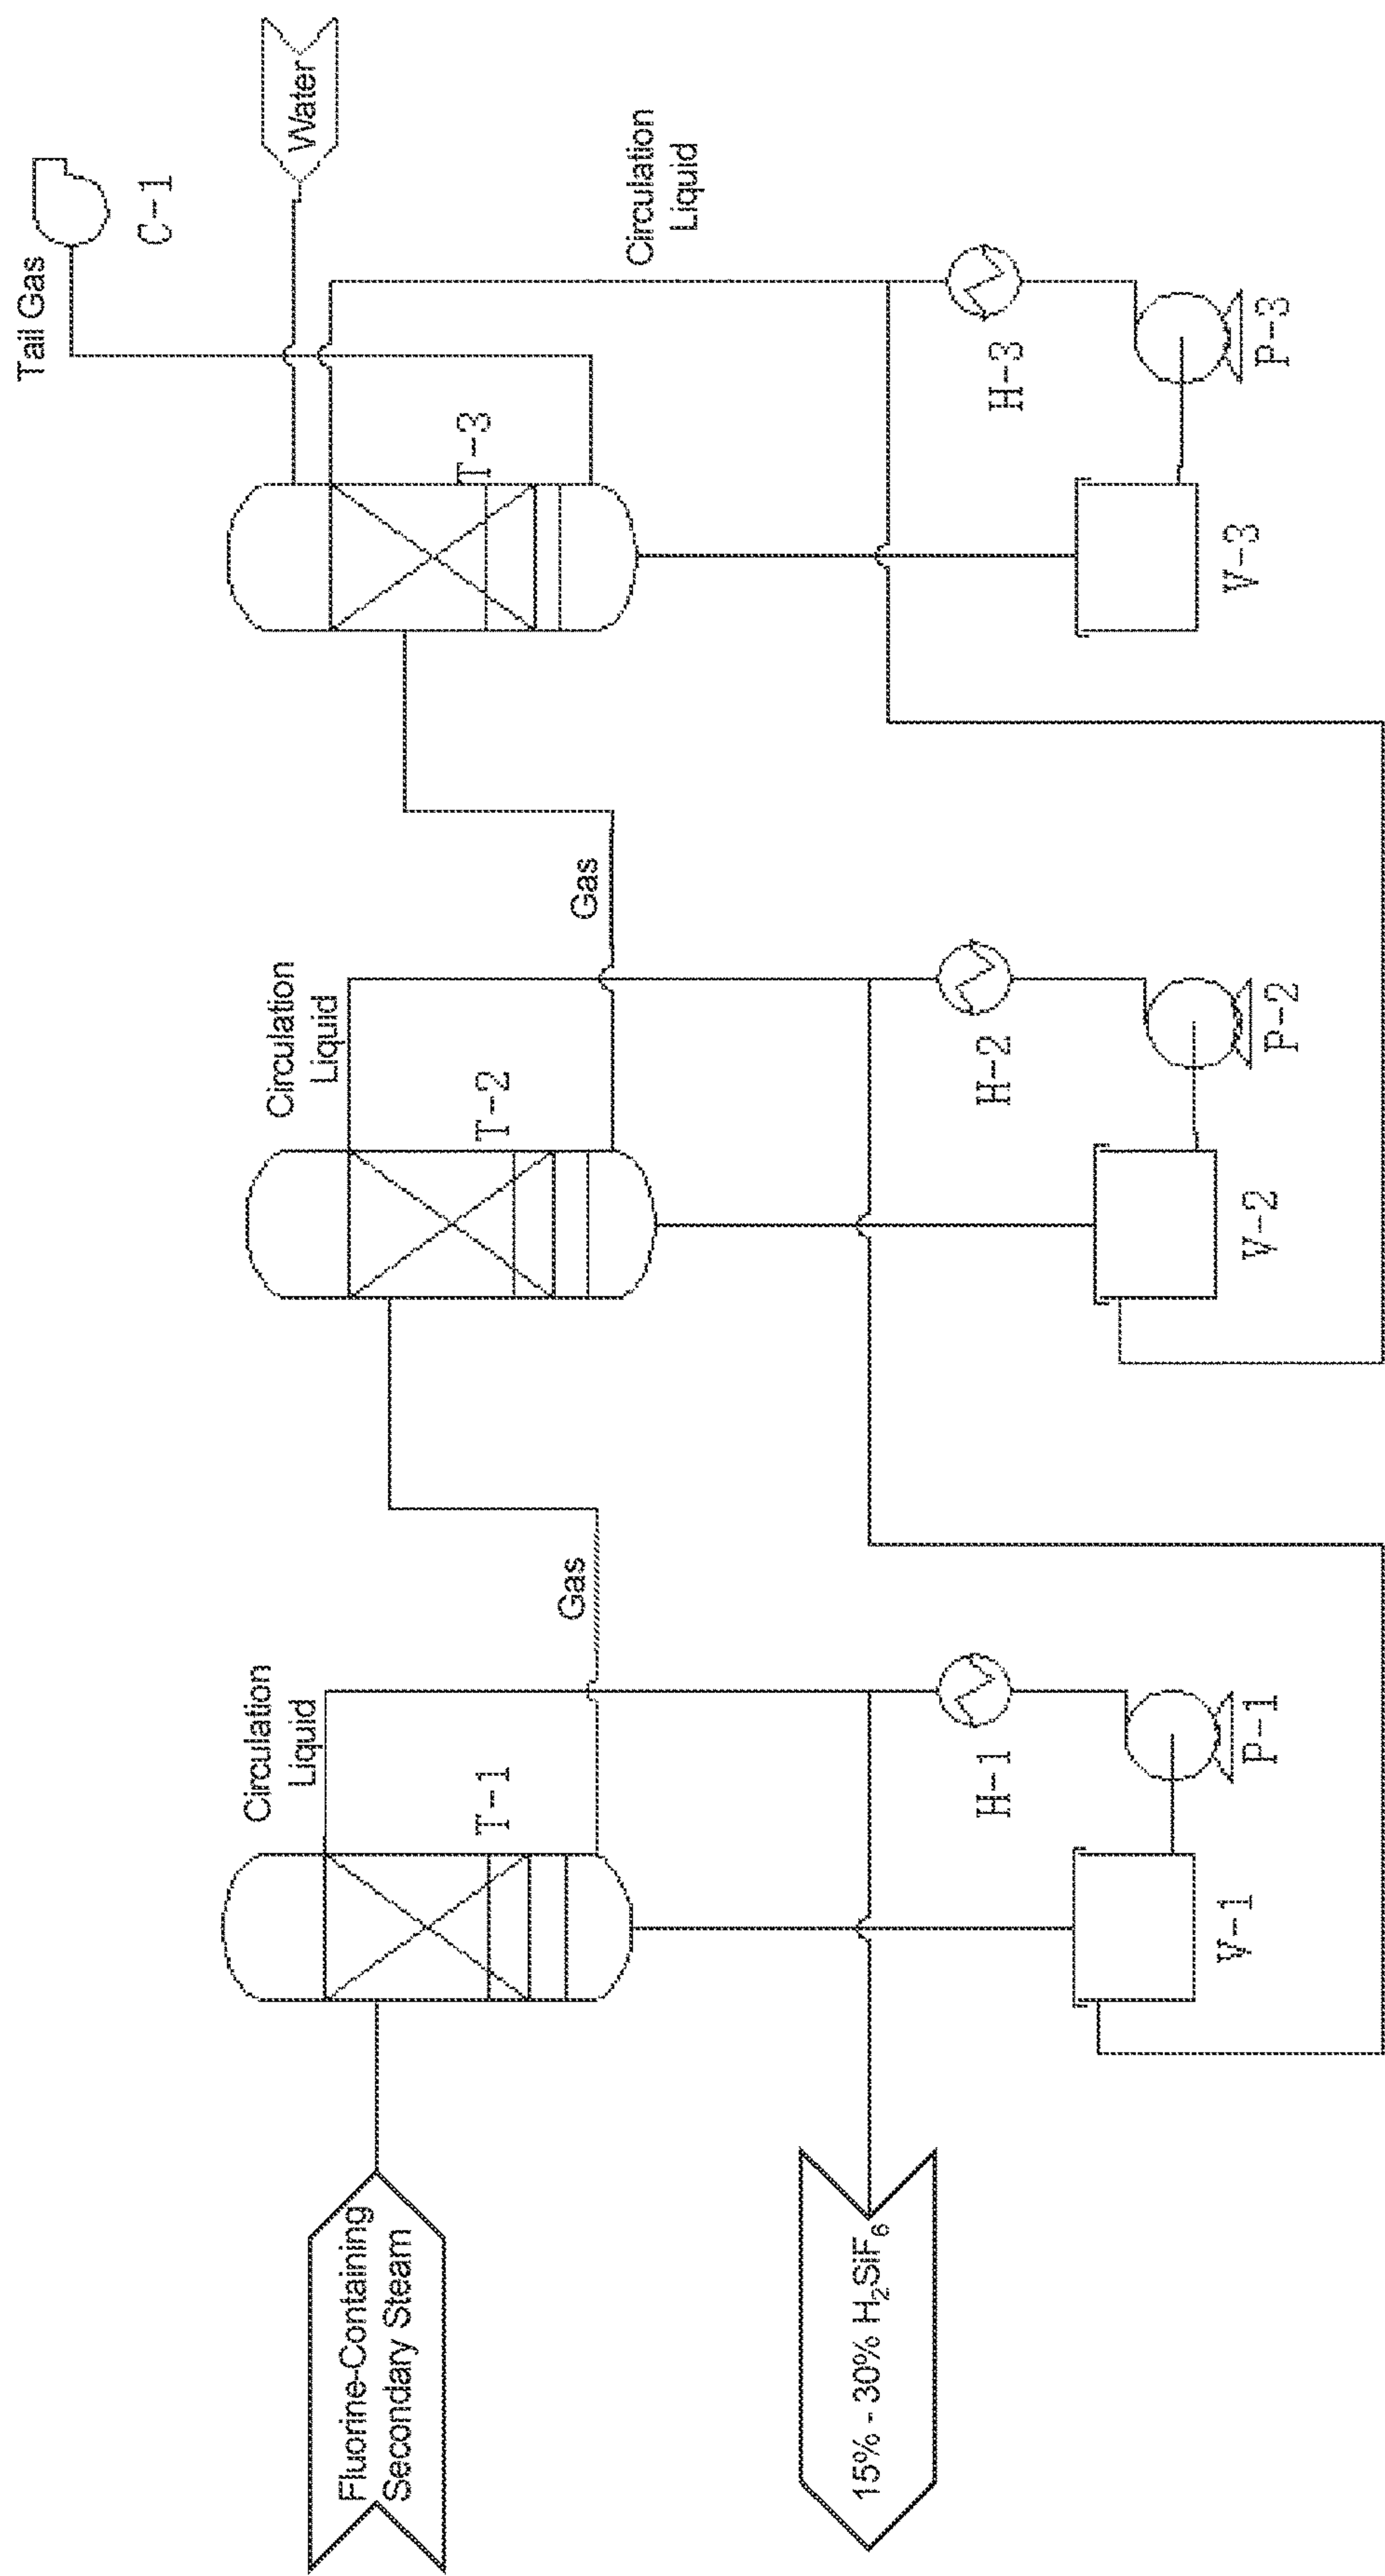 Tail Gas
C-1
Water
Circulation
Liquid
T-3
H-3
P-3
V-3
Gas
Circulation
Liquid
T-2
H-2
P-2
V-2
Gas
Circulation
Liquid
T-1
H-1
P-1
V-1
Fluorine-Containing
Secondary Steam
15% - 30% H₂SiF₆